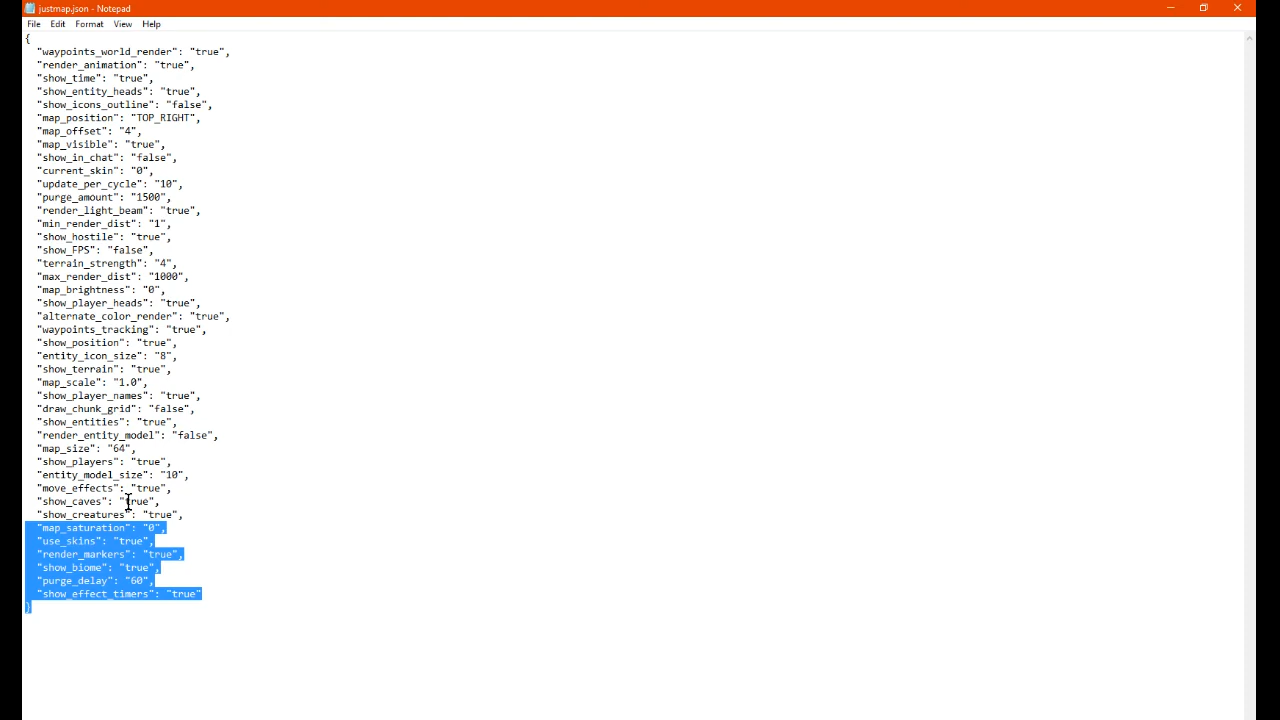 justmap.json - Notepad
File Edit Format View Help
{
"waypoints_world_render": "true",
"render_animation": "true",
"show_time": "true",
"show_entity_heads": "true",
"show_icons_outline": "false",
"map_position": "TOP_RIGHT",
"map_offset": "4",
"map_visible": "true",
"show_in_chat": "false",
"current_skin": "0",
"update_per_cycle": "10",
"purge_amount": "1500",
"render_light_beam": "true",
"min_render_dist": "1",
"show_hostile": "true",
"show_FPS": "false",
"terrain_strength": "4",
"max_render_dist": "1000",
"map_brightness": "0",
"show_player_heads": "true",
"alternate_color_render": "true",
"waypoints_tracking": "true",
"show_position": "true",
"entity_icon_size": "8",
"show_terrain": "true",
"map_scale": "1.0",
"show_player_names": "true",
"draw_chunk_grid": "false",
"show_entities": "true",
"render_entity_model": "false",
"map_size": "64",
"show_players": "true",
"entity_model_size": "10",
"move_effects": "true",
"show_caves": "true",
"show_creatures": "true",
"map_saturation": "0",
"use_skins": "true",
"render_markers": "true",
"show_biome": "true",
"purge_delay": "60",
"show_effect_timers": "true"
}